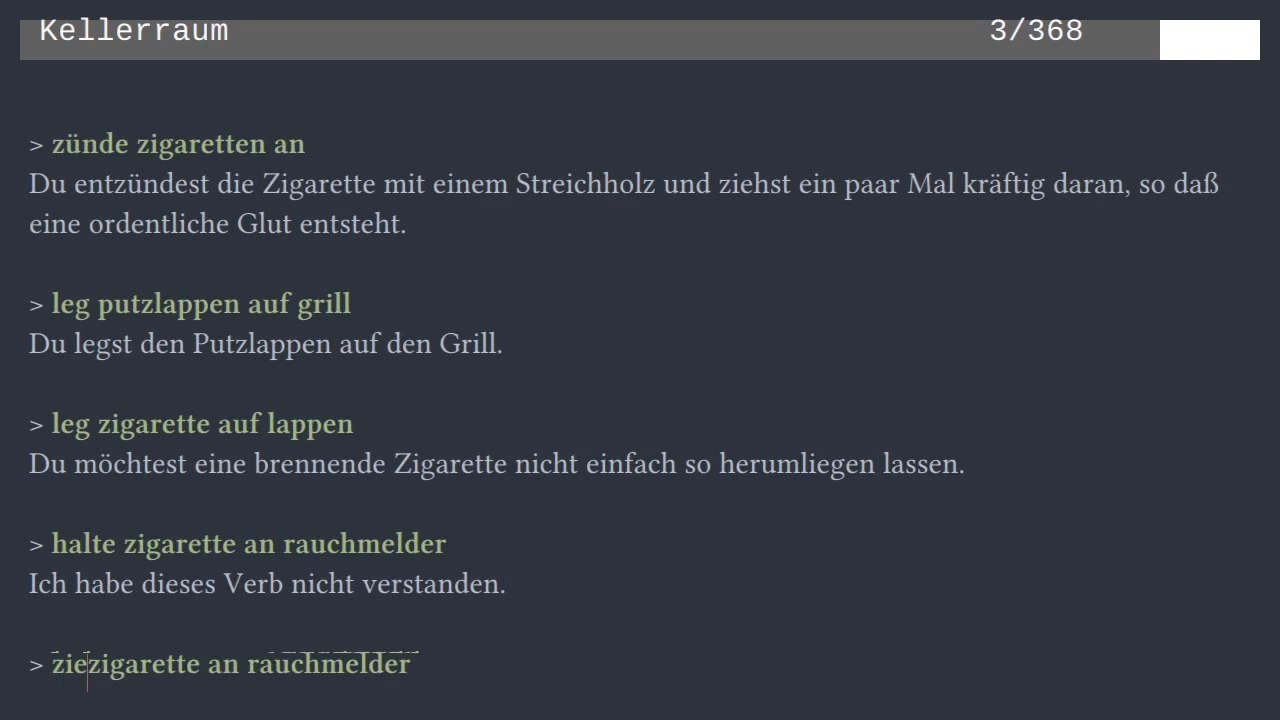 Kellerraum 3/368
> zünde zigaretten an
Du entzündest die Zigarette mit einem Streichholz und ziehst ein paar Mal kräftig daran, so daß
eine ordentliche Glut entsteht.
> leg putzlappen auf grill
Du legst den Putzlappen auf den Grill.
> leg zigarette auf lappen
Du möchtest eine brennende Zigarette nicht einfach so herumliegen lassen.
> halte zigarette an rauchmelder
Ich habe dieses Verb nicht verstanden.
> ziezigarette an rauchmelder